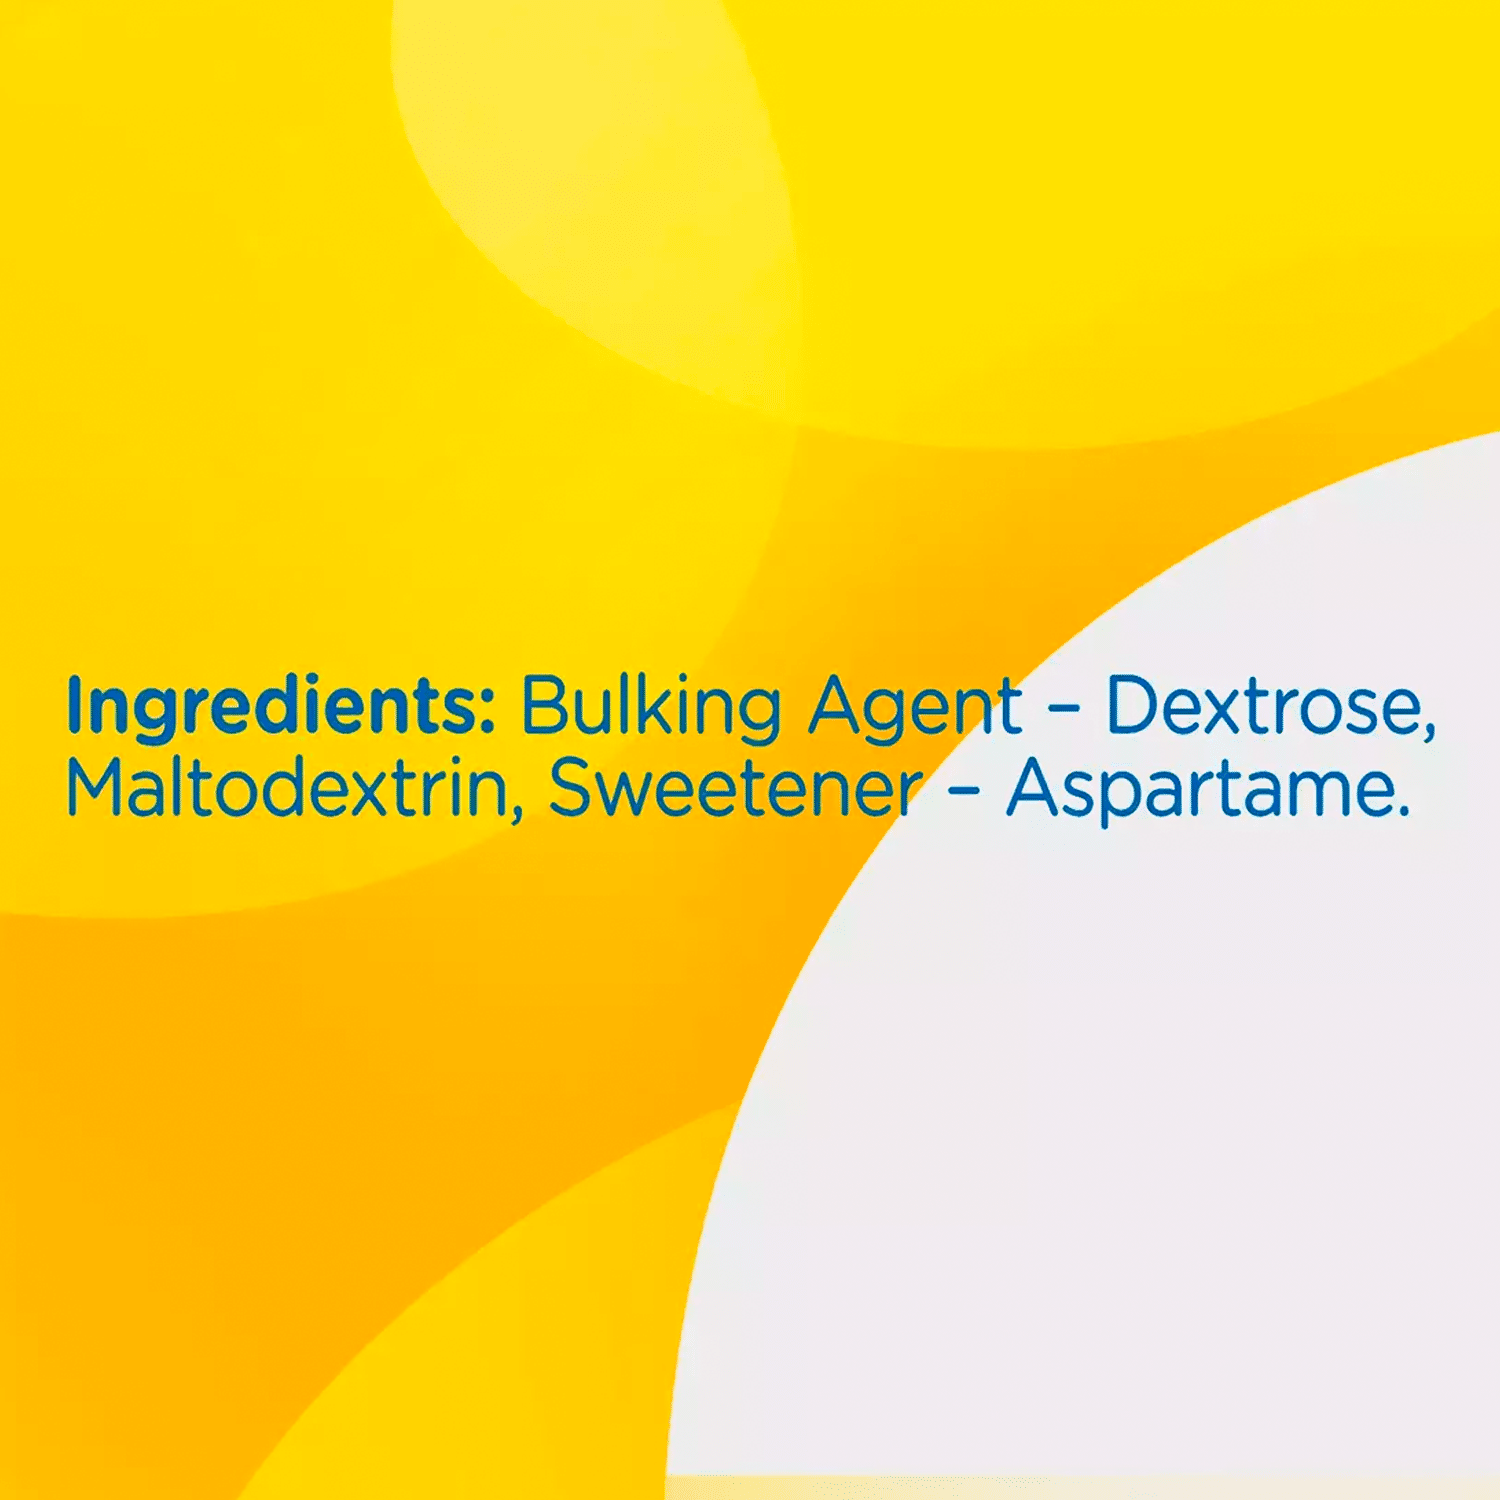 Ingredients: Bulking Agent – Dextrose,
Maltodextrin, Sweetener – Aspartame.